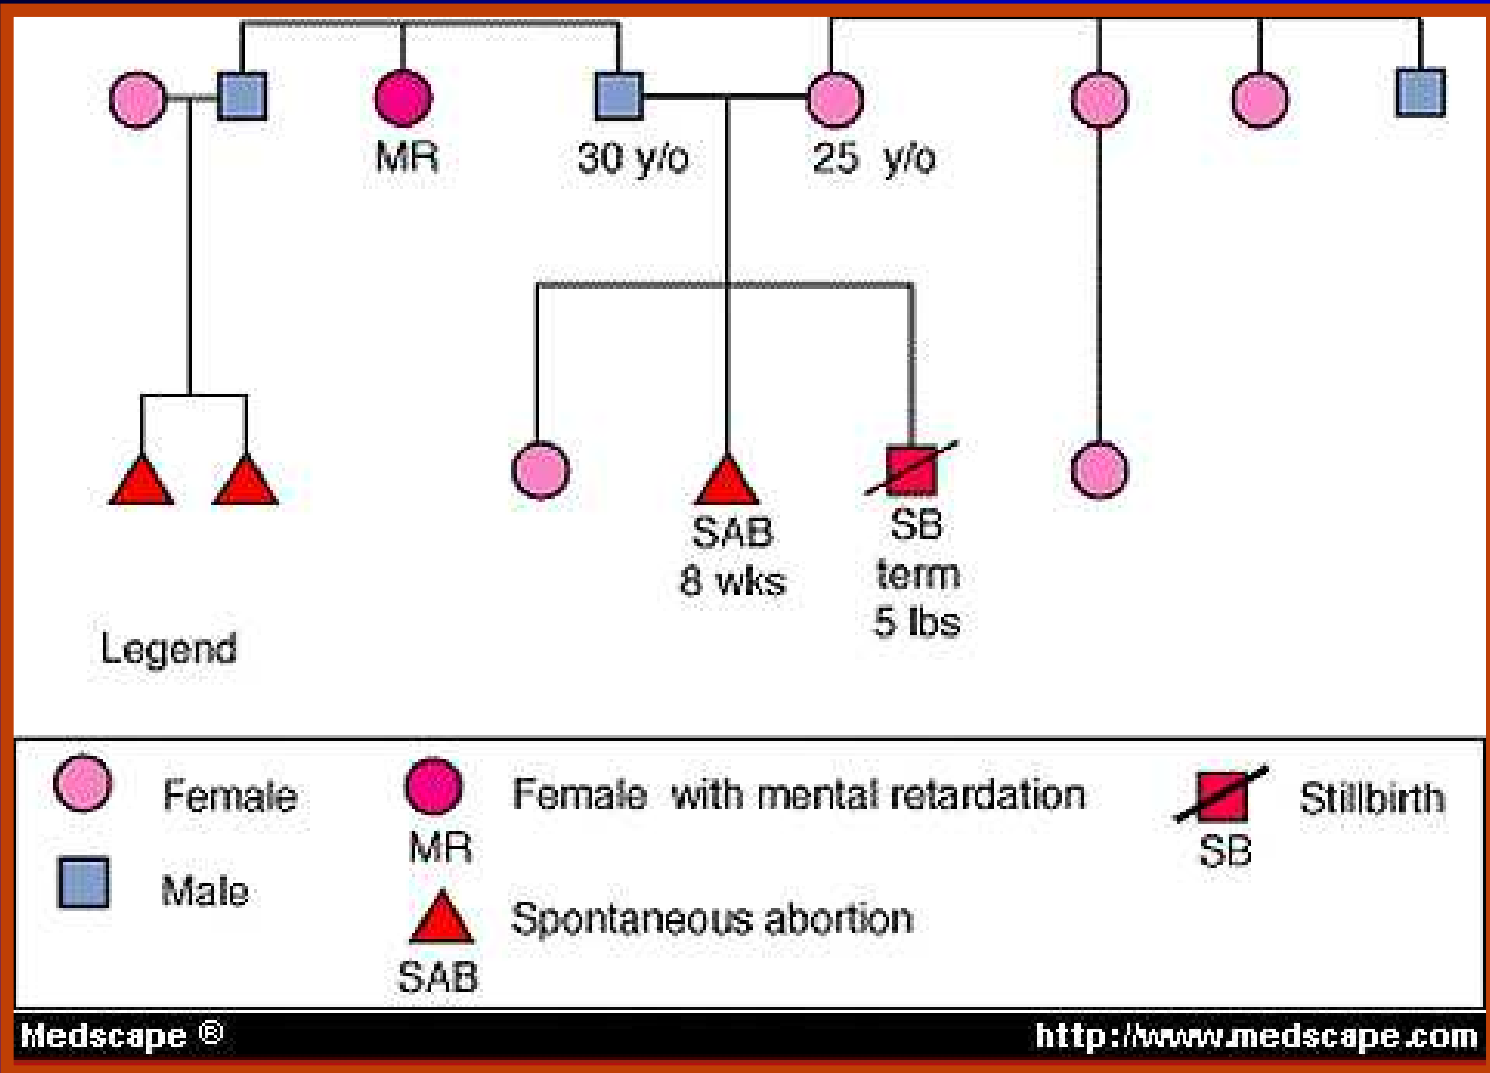 MR
30 y/o
25 y/o
SAB
8 wks
SB
term
5 lbs
Legend
Female
Female with mental retardation
MR
Stillbirth
SB
Male
Spontaneous abortion
SAB
Medscape ®
http://www.medscape.com